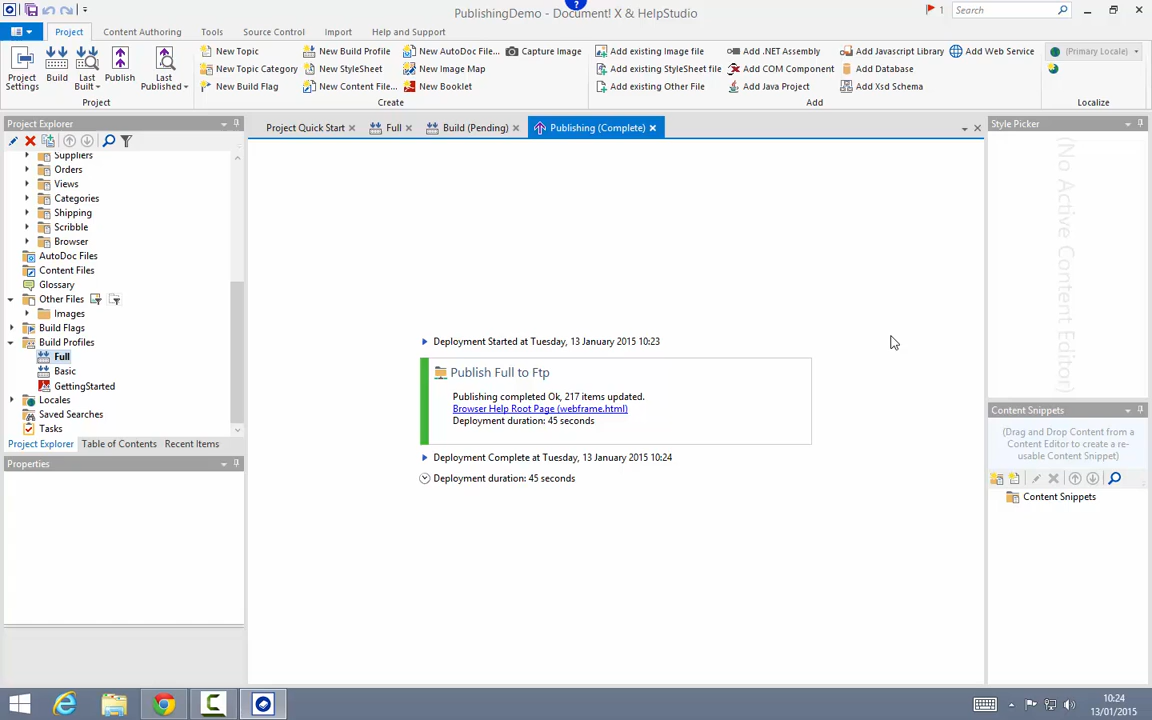 PublishingDemo - Document! X & HelpStudio
?
1
Search
Project
Content Authoring
Tools
Source Control
Import
Help and Support
Project Settings
Build
Last Built
Publish
Last Published
New Topic
New Topic Category
New Build Flag
New Build Profile
New StyleSheet
New Content File...
New AutoDoc File...
New Image Map
New Booklet
Capture Image
Add existing Image file
Add existing StyleSheet file
Add existing Other File
Add .NET Assembly
Add COM Component
Add Java Project
Add Javascript Library
Add Database
Add Xsd Schema
Add Web Service
(Primary Locale)
Project
Create
Add
Localize
Project Explorer
Project Quick Start
Full
Build (Pending)
Publishing (Complete)
Style Picker
Suppliers
Orders
Views
Categories
Shipping
Scribble
Browser
AutoDoc Files
Content Files
Glossary
Other Files
Images
Build Flags
Build Profiles
Full
Basic
GettingStarted
Locales
Saved Searches
Tasks
Project Explorer
Table of Contents
Recent Items
Properties
Deployment Started at Tuesday, 13 January 2015 10:23
Publish Full to Ftp
Publishing completed Ok, 217 items updated.
Browser Help Root Page (webframe.html)
Deployment duration: 45 seconds
Deployment Complete at Tuesday, 13 January 2015 10:24
Deployment duration: 45 seconds
(No Active Content Editor)
Content Snippets
(Drag and Drop Content from a
Content Editor to create a re-
usable Content Snippet)
Content Snippets
10:24
13/01/2015